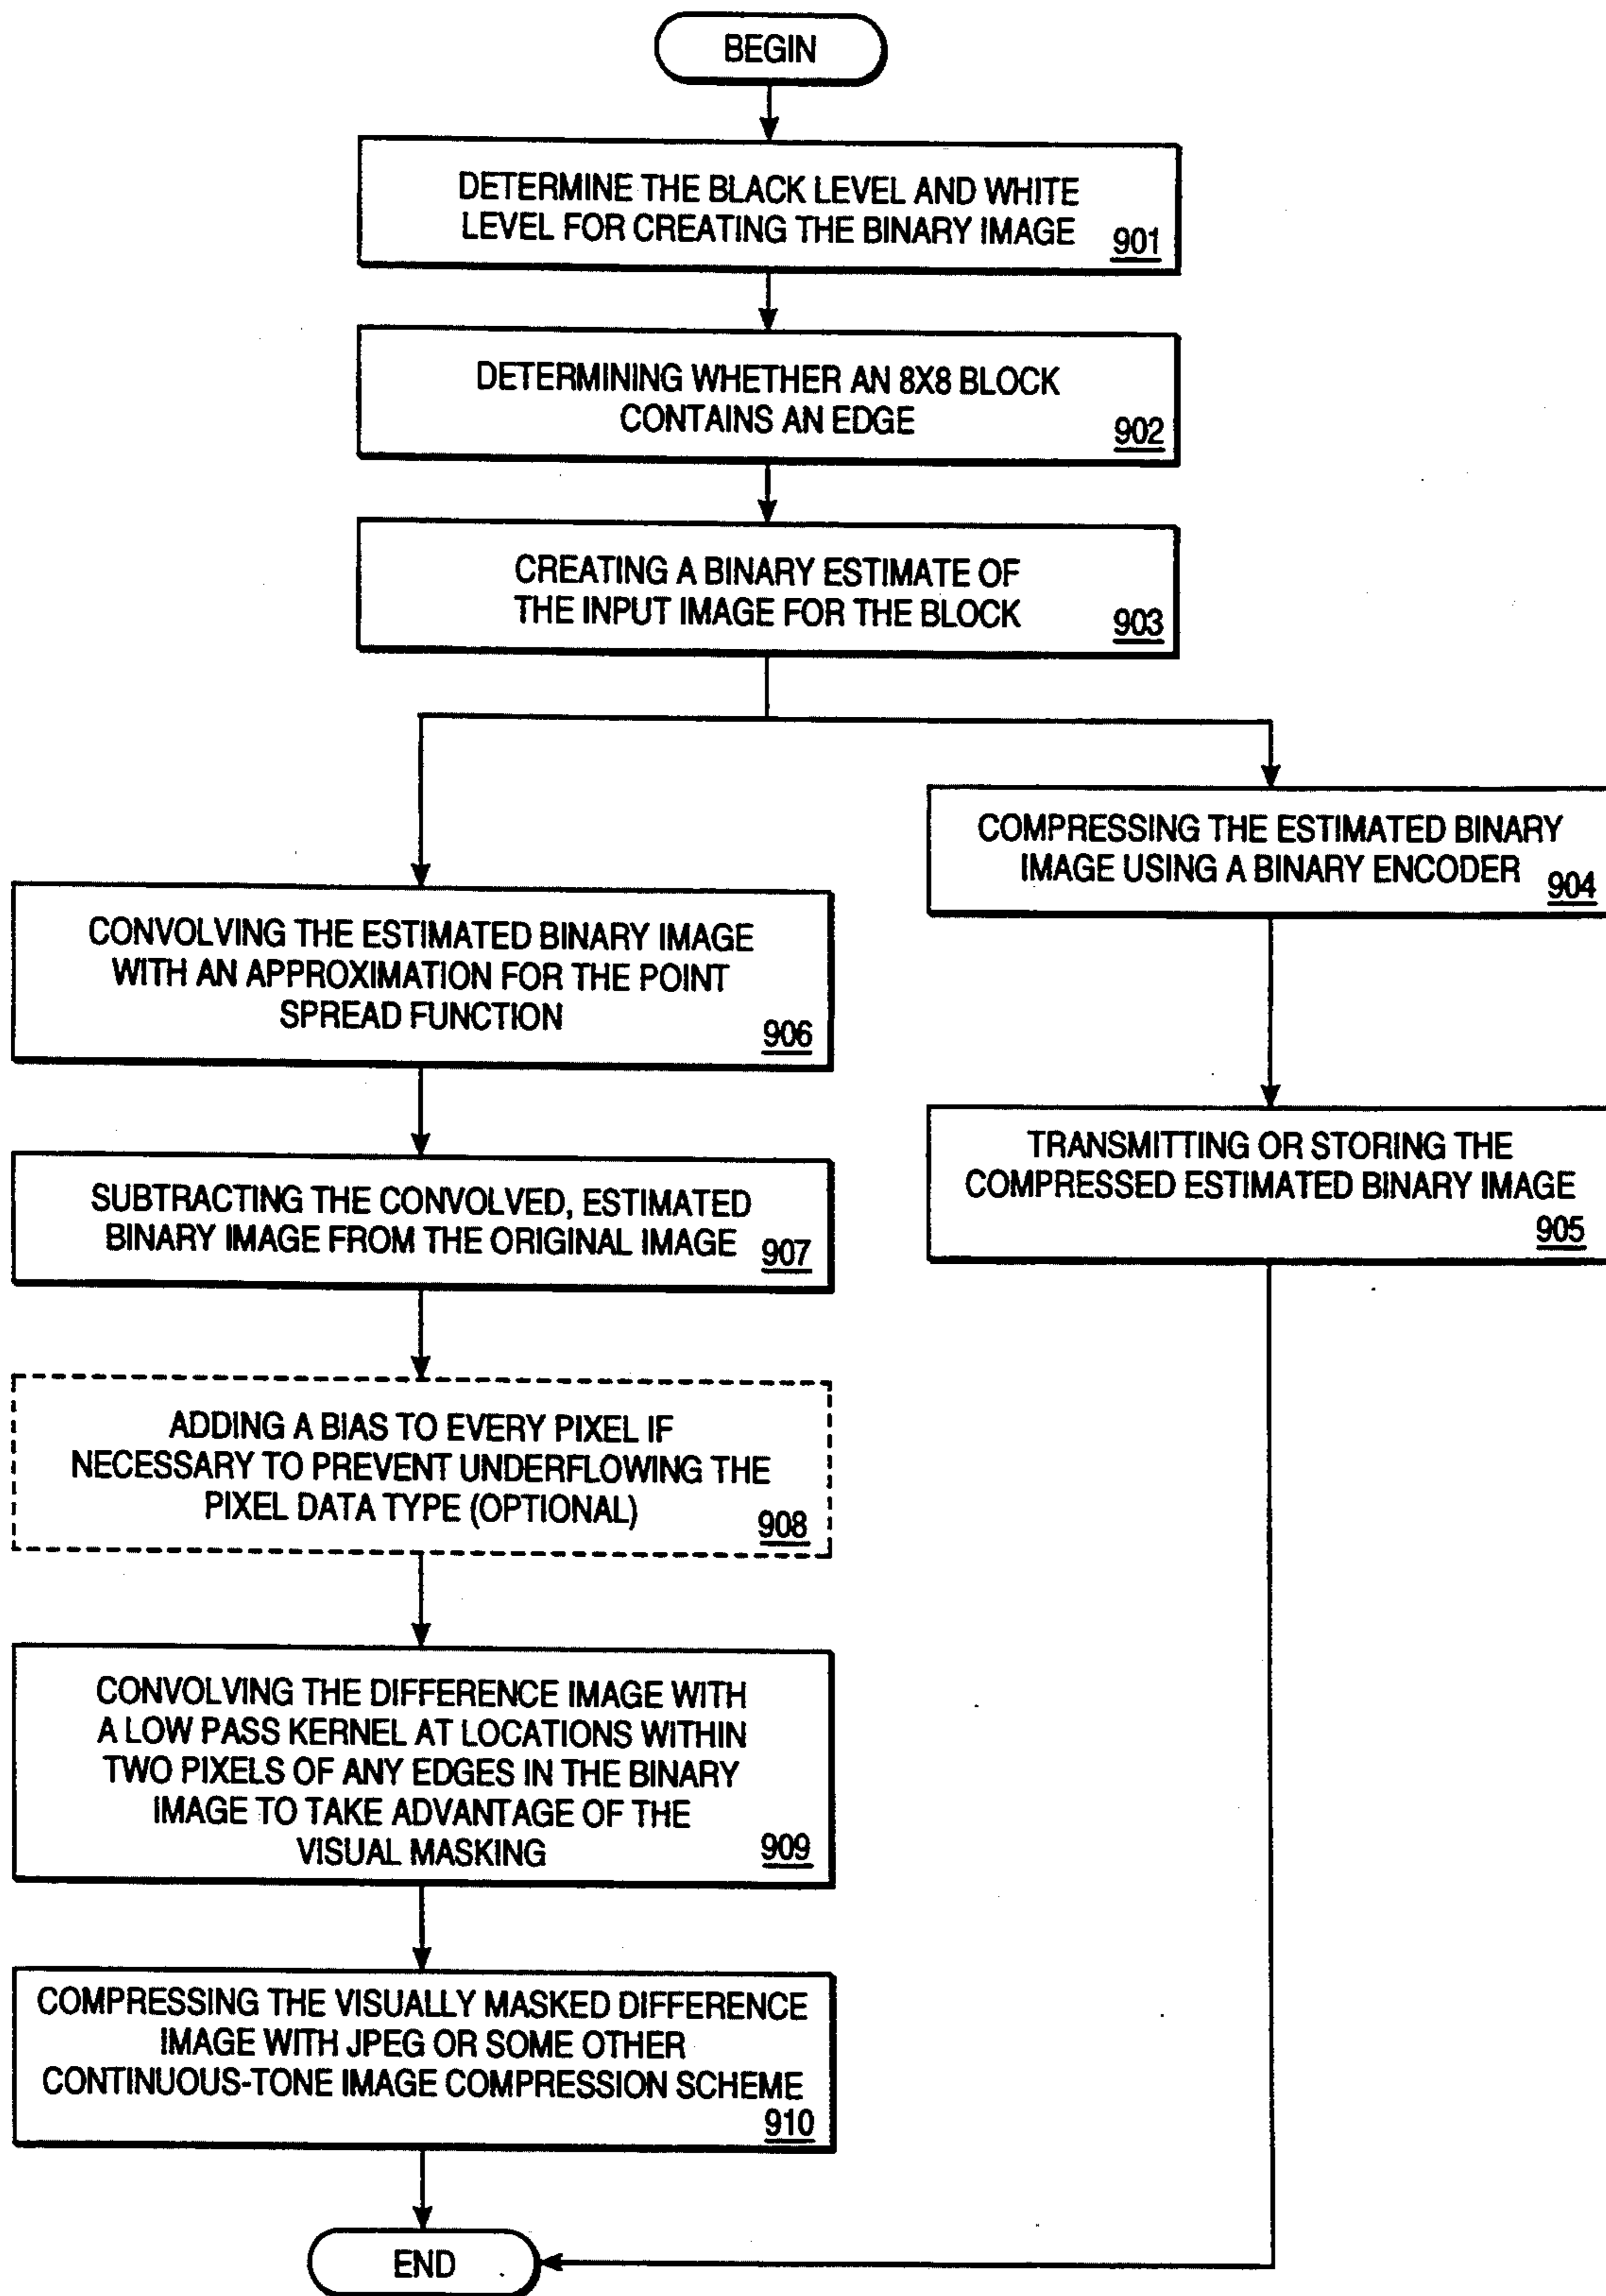 BEGIN
DETERMINE THE BLACK LEVEL AND WHITE
LEVEL FOR CREATING THE BINARY IMAGE
901
DETERMINING WHETHER AN 8X8 BLOCK
CONTAINS AN EDGE
902
CREATING A BINARY ESTIMATE OF
THE INPUT IMAGE FOR THE BLOCK
903
COMPRESSING THE ESTIMATED BINARY
IMAGE USING A BINARY ENCODER
904
TRANSMITTING OR STORING THE
COMPRESSED ESTIMATED BINARY IMAGE
905
CONVOLVING THE ESTIMATED BINARY IMAGE
WITH AN APPROXIMATION FOR THE POINT
SPREAD FUNCTION
906
SUBTRACTING THE CONVOLVED, ESTIMATED
BINARY IMAGE FROM THE ORIGINAL IMAGE
907
ADDING A BIAS TO EVERY PIXEL IF
NECESSARY TO PREVENT UNDERFLOWING THE
PIXEL DATA TYPE (OPTIONAL)
908
CONVOLVING THE DIFFERENCE IMAGE WITH
A LOW PASS KERNEL AT LOCATIONS WITHIN
TWO PIXELS OF ANY EDGES IN THE BINARY
IMAGE TO TAKE ADVANTAGE OF THE
VISUAL MASKING
909
COMPRESSING THE VISUALLY MASKED DIFFERENCE
IMAGE WITH JPEG OR SOME OTHER
CONTINUOUS-TONE IMAGE COMPRESSION SCHEME
910
END